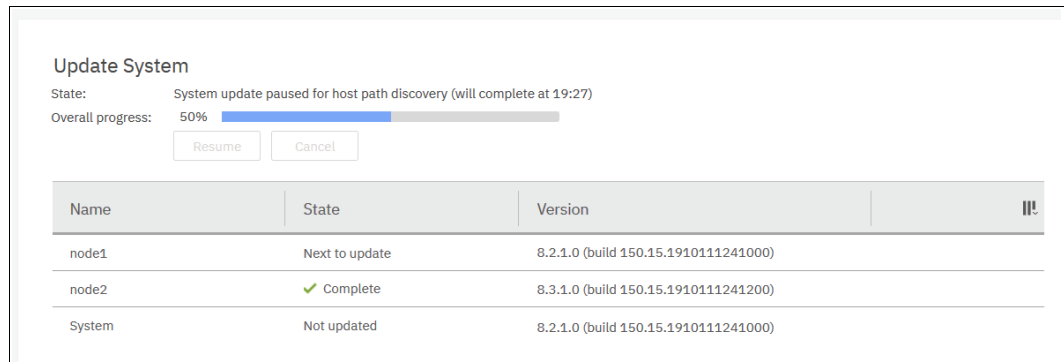 Update System
State: System update paused for host path discovery (will complete at 19:27)
Overall progress: 50%
Resume Cancel
Name State Version
node1 Next to update 8.2.1.0 (build 150.15.1910111241000)
node2 Complete 8.3.1.0 (build 150.15.1910111241200)
System Not updated 8.2.1.0 (build 150.15.1910111241000)